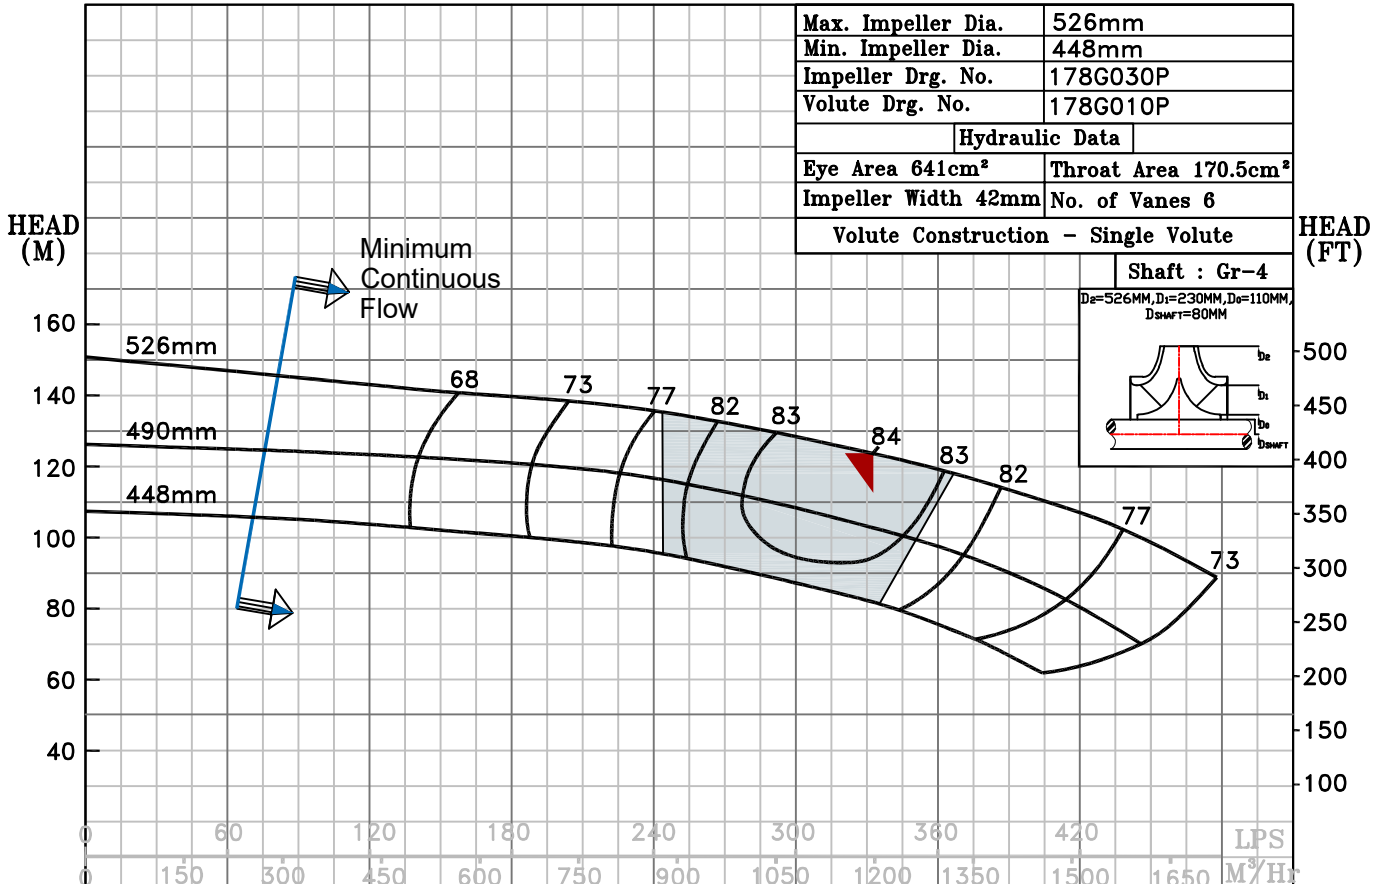 Max. Impeller Dia. 526mm
Min. Impeller Dia. 448mm
Impeller Drg. No. 178G030P
Volute Drg. No. 178G010P
Hydraulic Data
Eye Area 641cm² Throat Area 170.5cm²
Impeller Width 42mm No. of Vanes 6
Volute Construction - Single Volute
Shaft : Gr-4
D2=526MM,D1=230MM,D0=110MM,
DSHAFT=80MM
D2
D1
D0
DSHAFT
HEAD
(M)
HEAD
(FT)
Minimum
Continuous
Flow
160
140
120
100
80
60
40
500
450
400
350
300
250
200
150
100
526mm
490mm
448mm
68
73
77
82
83
84
83
82
77
73
0 60 120 180 240 300 360 420 LPS
0 150 300 450 600 750 900 1050 1200 1350 1500 1650 M³/Hr